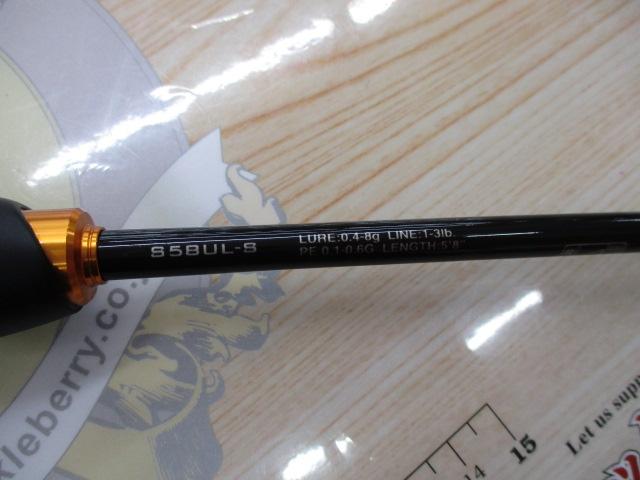 S58UL-S
LURE:0.4-8g LINE:1-3lb.
PE 0.1-0.6G LENGTH:5'8"
kleberry.co.
14
15
Let us supp